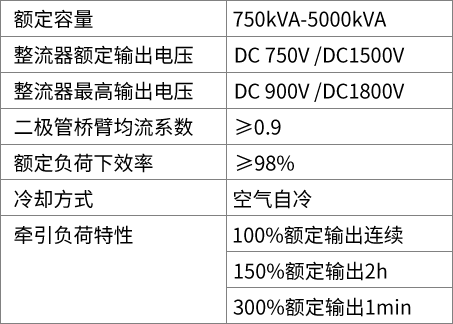 额定容量 750kVA-5000kVA
整流器额定输出电压 DC 750V /DC1500V
整流器最高输出电压 DC 900V /DC1800V
二极管桥臂均流系数 ≥0.9
额定负荷下效率 ≥98%
冷却方式 空气自冷
牵引负荷特性 100%额定输出连续
150%额定输出2h
300%额定输出1min